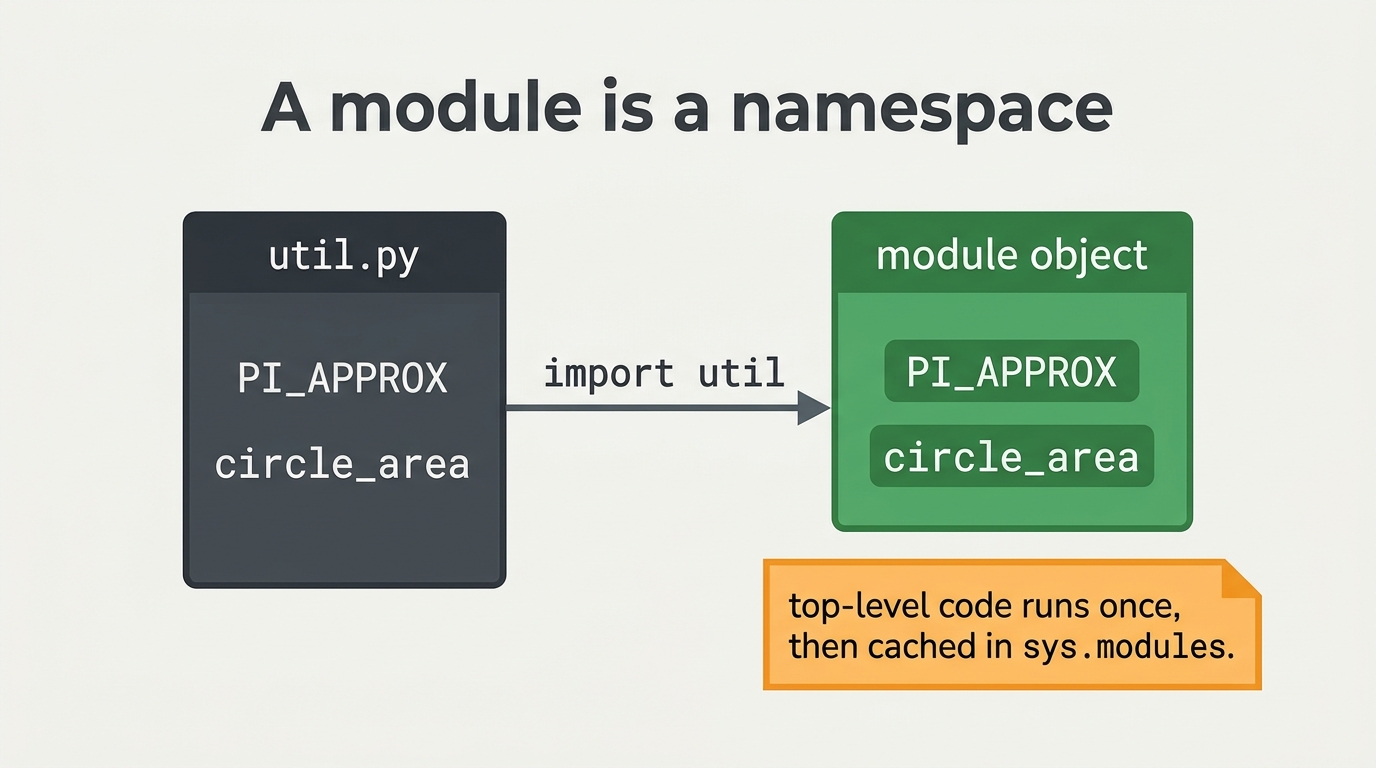 A module is a namespace
util.py
PI_APPROX
circle_area
import util
module object
PI_APPROX
circle_area
top-level code runs once,
then cached in sys.modules.